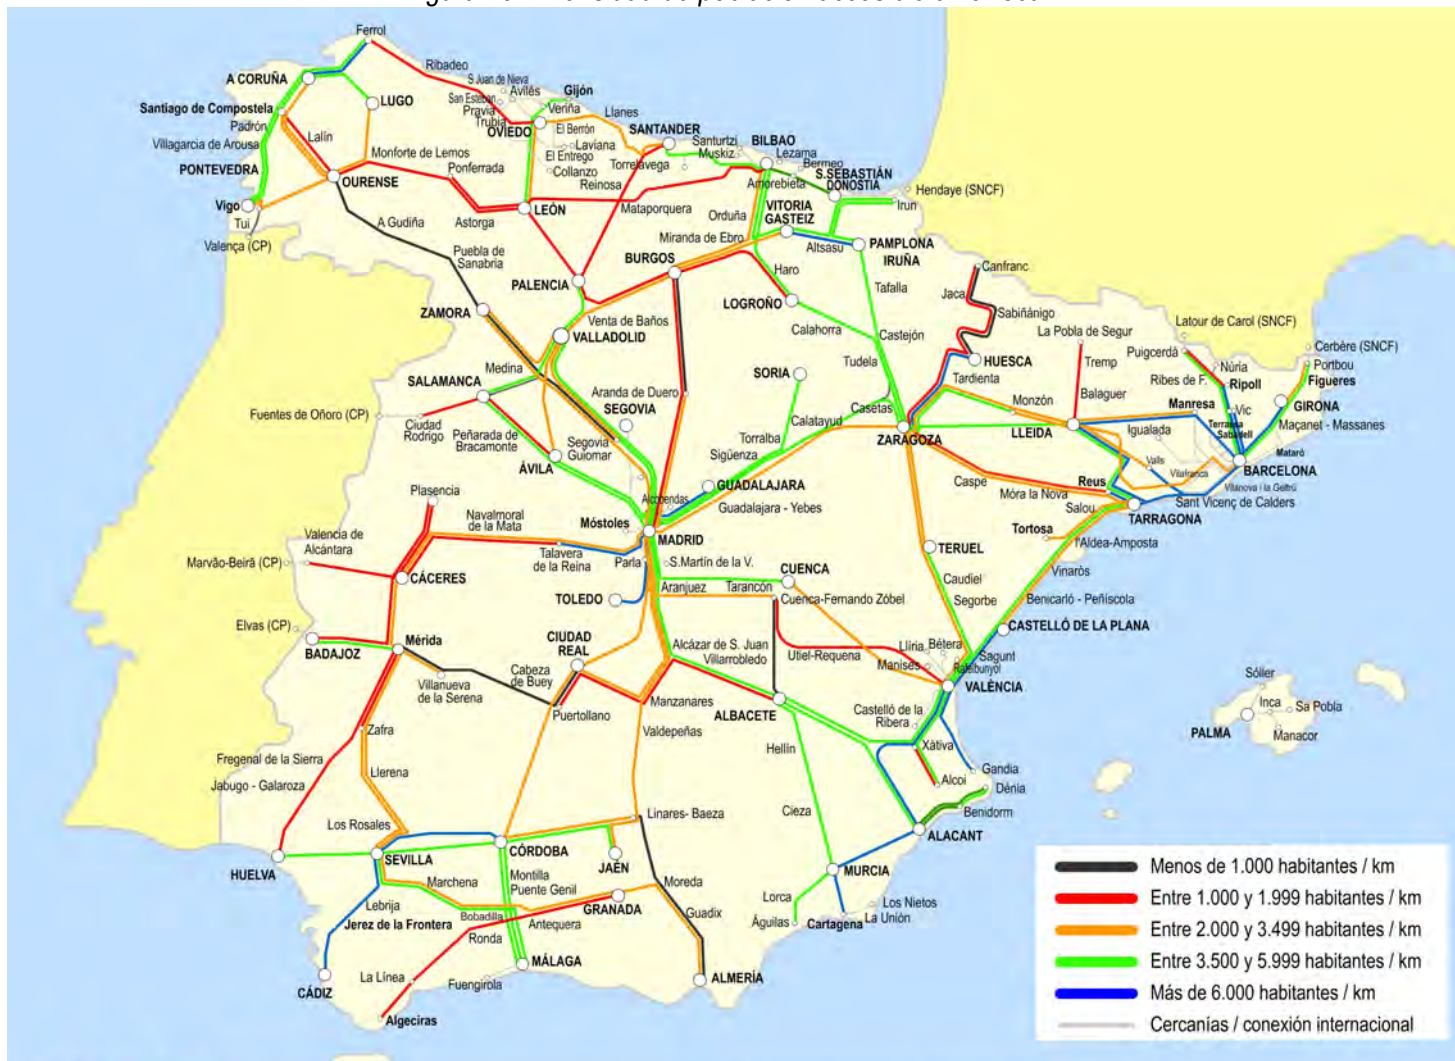 Ferrol
Ribadeo
A CORUÑA
S.Juan de Nieva
Avilés
Gijón
San Esteban
Pravia
Trubia
Veriña
Llanes
LUGO
Santiago de Compostela
Padrón
Lalín
OVIEDO
El Berrón
Laviana
El Entrego
Collanzo
SANTANDER
Santurtzi
Muskiz
BILBAO
Lezama
Bermeo
Torrelavega
Reinosa
Amorebieta
S.SEBASTIÁN
DONOSTIA
Hendaye (SNCF)
Irun
Villagarcia de Arousa
PONTEVEDRA
Monforte de Lemos
Ponferrada
OURENSE
Vigo
Tui
Valença (CP)
A Gudiña
Astorga
LEÓN
Mataporquera
Orduña
VITORIA
GASTEIZ
Miranda de Ebro
Altsasu
PAMPLONA
IRUÑA
Puebla de
Sanabria
PALENCIA
BURGOS
Haro
LOGROÑO
Tafalla
Canfranc
Jaca
Sabiñánigo
ZAMORA
Venta de Baños
VALLADOLID
Calahorra
Castejón
Tudela
HUESCA
Tardienta
La Pobla de Segur
Tremp
Balaguer
Latour de Carol (SNCF)
Puigcerdá
Núria
Ribes de F.
Ripoll
Cerbère (SNCF)
Portbou
Figueres
GIRONA
Maçanet - Massanes
Medina
SALAMANCA
Aranda de Duero
SEGOVIA
SORIA
Casetas
Calatayud
ZARAGOZA
Monzón
LLEIDA
Manresa
Vic
Terrassa
Sabadell
Igualada
Mataró
BARCELONA
Valls
Vilafranca
Vilanova i la Geltrú
Fuentes de Oñoro (CP)
Ciudad
Rodrigo
Peñarada de
Bracamonte
ÁVILA
Segovia
Guiomar
Torralba
Sigüenza
GUADALAJARA
Guadalajara - Yebes
Alcobendas
Caspe
Móra la Nova
Reus
Salou
Sant Vicenç de Calders
TARRAGONA
Tortosa
l'Aldea-Amposta
Plasencia
Navalmoral
de la Mata
Móstoles
MADRID
Valencia de
Alcántara
Marvão-Beirã (CP)
CÁCERES
Talavera
de la Reina
Parla
S.Martín de la V.
Aranjuez
TOLEDO
Tarancón
CUENCA
Cuenca-Fernando Zóbel
TERUEL
Caudiel
Segorbe
Vinaròs
Benicarló - Peñíscola
CASTELLÓ DE LA PLANA
Elvas (CP)
BADAJOZ
Mérida
CIUDAD
REAL
Cabeza
de Buey
Villanueva
de la Serena
Puertollano
Alcázar de S. Juan
Villarrobledo
Manzanares
Valdepeñas
Utiel-Requena
Llíria
Bétera
Manises
Sagunt
Rafelbunyol
VALÈNCIA
ALBACETE
Castelló de la
Ribera
Xàtiva
Hellín
Gandia
Alcoi
Dénia
Benidorm
Sóller
Inca
Sa Pobla
PALMA
Manacor
Zafra
Fregenal de la Sierra
Jabugo - Galaroza
Llerena
Los Rosales
Linares- Baeza
Cieza
ALACANT
HUELVA
SEVILLA
CÓRDOBA
JAÉN
Marchena
Montilla
Puente Genil
Lebrija
Jerez de la Frontera
Bobadilla
Antequera
Ronda
GRANADA
Moreda
Guadix
MURCIA
Lorca
Águilas
Cartagena
Los Nietos
La Unión
CÁDIZ
La Línea
Algeciras
Fuengirola
MÁLAGA
ALMERÍA
Menos de 1.000 habitantes / km
Entre 1.000 y 1.999 habitantes / km
Entre 2.000 y 3.499 habitantes / km
Entre 3.500 y 5.999 habitantes / km
Más de 6.000 habitantes / km
Cercanías / conexión internacional